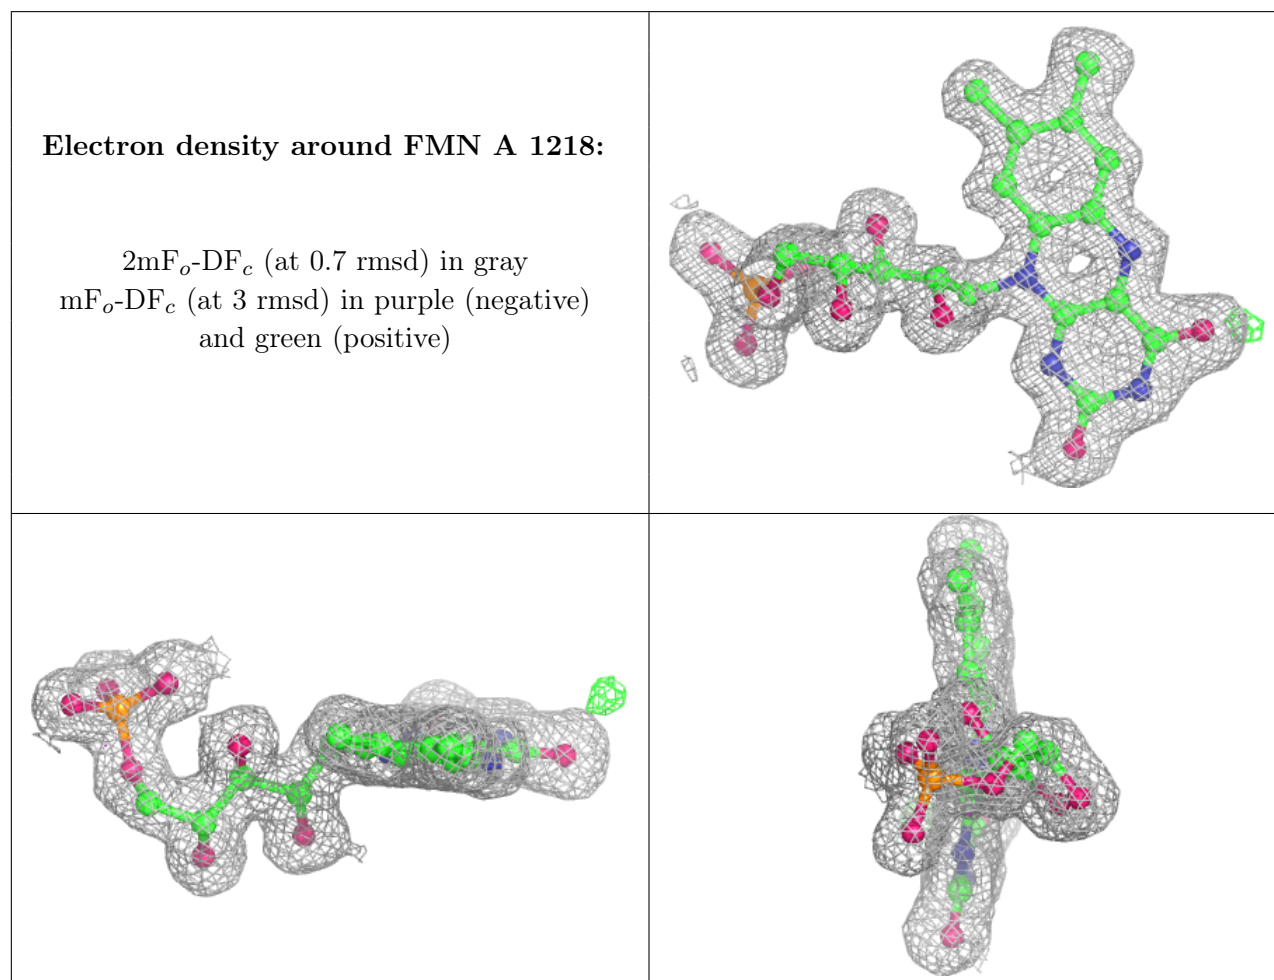 Electron density around FMN A 1218:
2mFo-DFc (at 0.7 rmsd) in gray
mFo-DFc (at 3 rmsd) in purple (negative)
and green (positive)